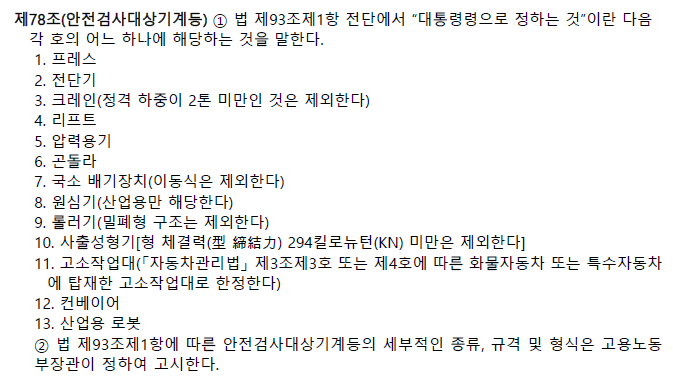 제78조(안전검사대상기계등) ① 법 제93조제1항 전단에서 “대통령령으로 정하는 것”이란 다음
각 호의 어느 하나에 해당하는 것을 말한다.
1. 프레스
2. 전단기
3. 크레인(정격 하중이 2톤 미만인 것은 제외한다)
4. 리프트
5. 압력용기
6. 곤돌라
7. 국소 배기장치(이동식은 제외한다)
8. 원심기(산업용만 해당한다)
9. 롤러기(밀폐형 구조는 제외한다)
10. 사출성형기[형 체결력(型 締結力) 294킬로뉴턴(KN) 미만은 제외한다]
11. 고소작업대(「자동차관리법」 제3조제3호 또는 제4호에 따른 화물자동차 또는 특수자동차
에 탑재한 고소작업대로 한정한다)
12. 컨베이어
13. 산업용 로봇
② 법 제93조제1항에 따른 안전검사대상기계등의 세부적인 종류, 규격 및 형식은 고용노동
부장관이 정하여 고시한다.